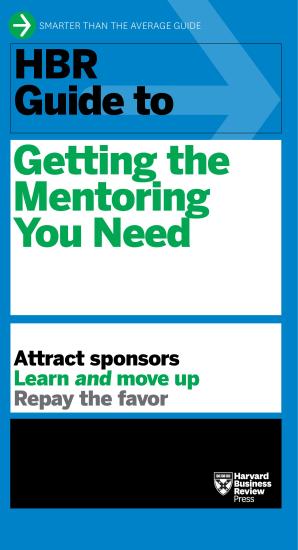 SMARTER THAN THE AVERAGE GUIDE
HBR
Guide to
Getting the
Mentoring
You Need
Attract sponsors
Learn and move up
Repay the favor
Harvard
Business
Review
Press